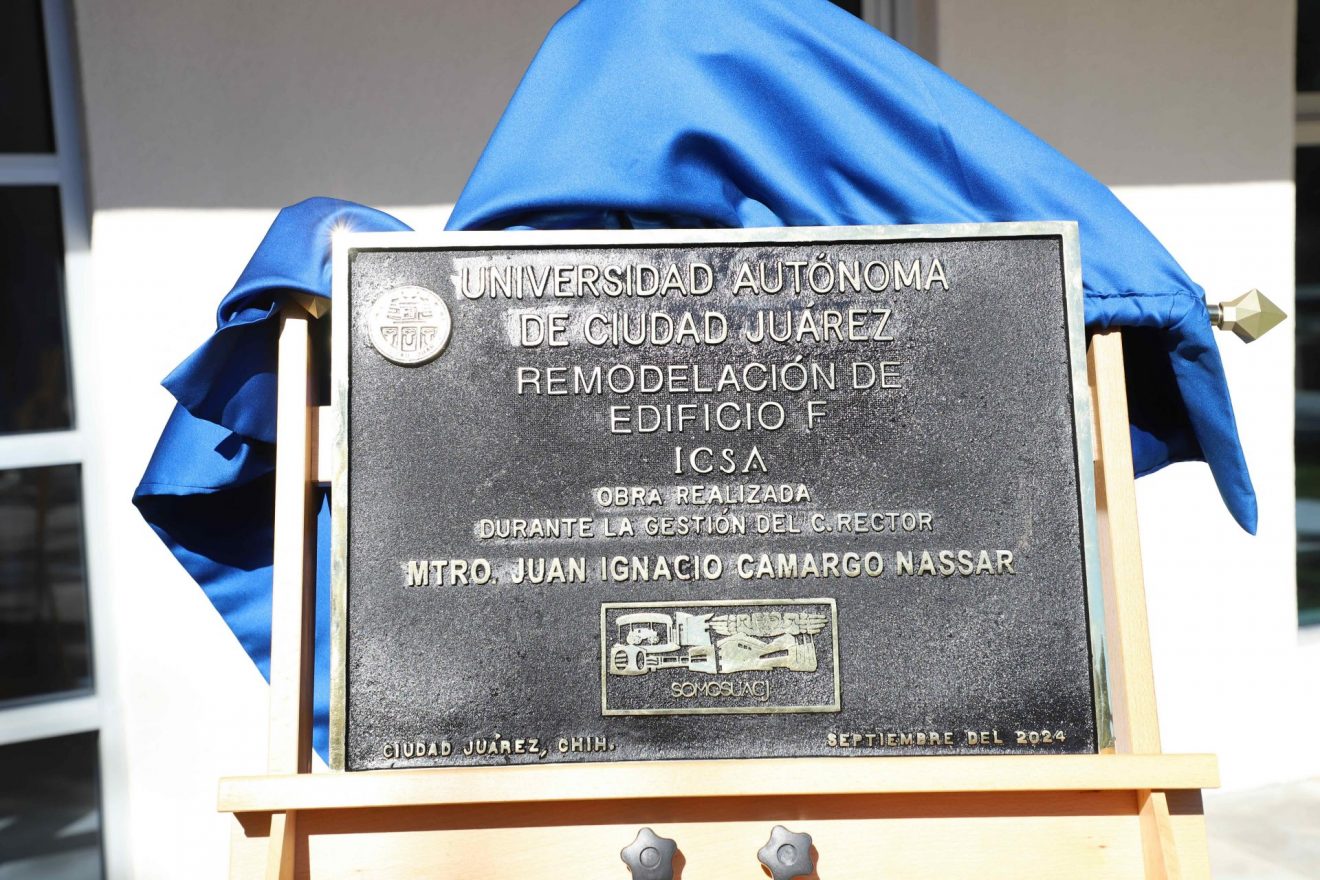 UNIVERSIDAD AUTÓNOMA
DE CIUDAD JUÁREZ
REMODELACIÓN DE
EDIFICIO F
ICSA
OBRA REALIZADA
DURANTE LA GESTIÓN DEL C. RECTOR
MTRO. JUAN IGNACIO CAMARGO NASSAR
SOMOSUACJ
CIUDAD JUÁREZ, CHIH.
SEPTIEMBRE DEL 2024